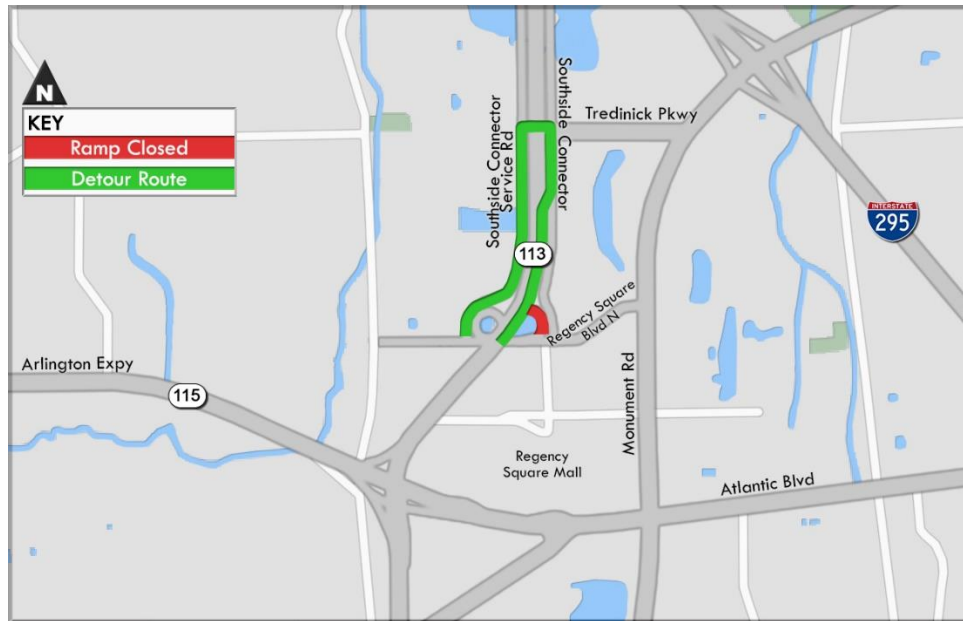 N
KEY
Ramp Closed
Detour Route
Southside Connector
Service Rd
Southside Connector
Tredinick Pkwy
INTERSTATE
295
113
Regency Square
Blvd N
Arlington Expy
115
Monument Rd
Regency
Square Mall
Atlantic Blvd